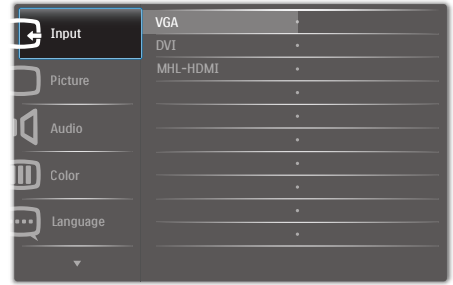 Input
VGA
DVI
MHL-HDMI
Picture
Audio
Color
Language